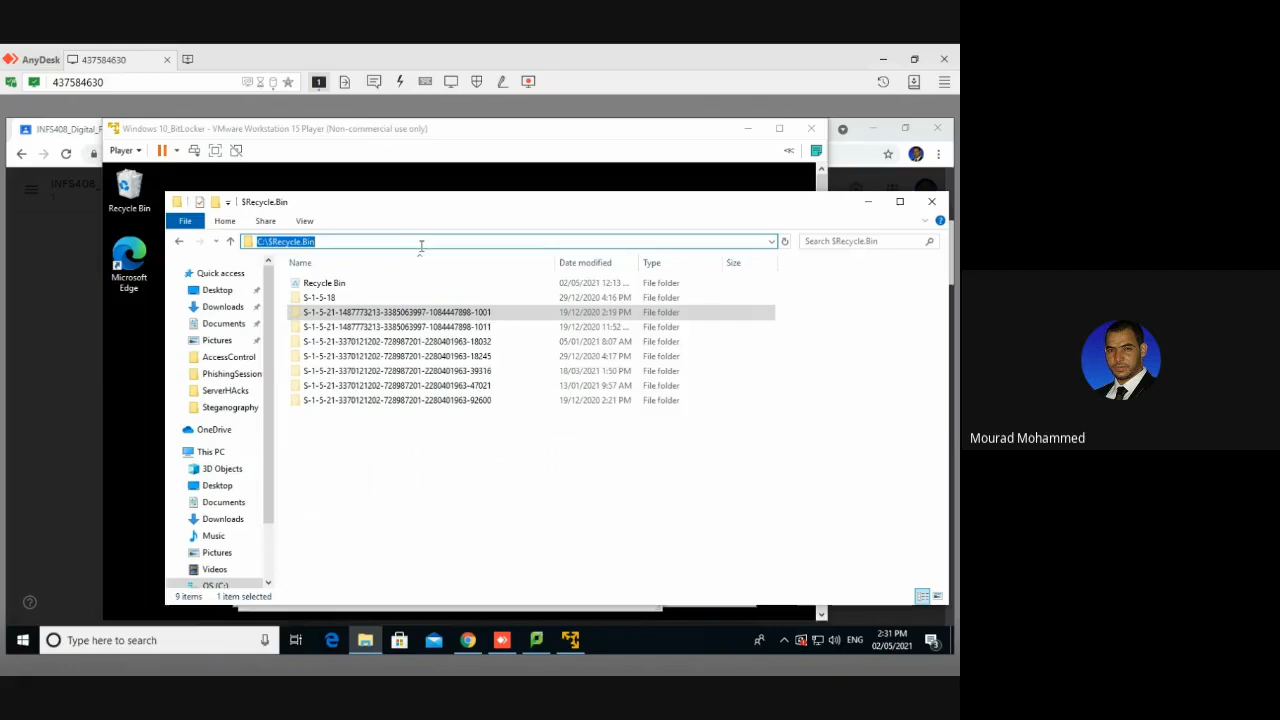 AnyDesk 437584630
437584630 1
INFS408_Digital_F
Windows 10_BitLocker - VMware Workstation 15 Player (Non-commercial use only)
Player
INFS408_
1
Recycle Bin
Microsoft
Edge
$Recycle.Bin
File Home Share View
C:\$Recycle.Bin
Search $Recycle.Bin
Name Date modified Type Size
Quick access
Desktop
Downloads
Documents
Pictures
AccessControl
PhishingSession
ServerHAcks
Steganography
OneDrive
This PC
3D Objects
Desktop
Documents
Downloads
Music
Pictures
Videos
OS (C:)
Recycle Bin 02/05/2021 12:13 ... File folder
S-1-5-18 29/12/2020 4:16 PM File folder
S-1-5-21-1487773213-3385063997-1084447898-1001 19/12/2020 2:19 PM File folder
S-1-5-21-1487773213-3385063997-1084447898-1011 19/12/2020 11:52 ... File folder
S-1-5-21-3370121202-728987201-2280401963-18032 05/01/2021 8:07 AM File folder
S-1-5-21-3370121202-728987201-2280401963-18245 29/12/2020 4:17 PM File folder
S-1-5-21-3370121202-728987201-2280401963-39316 18/03/2021 1:50 PM File folder
S-1-5-21-3370121202-728987201-2280401963-47021 13/01/2021 9:57 AM File folder
S-1-5-21-3370121202-728987201-2280401963-92600 19/12/2020 2:21 PM File folder
9 items 1 item selected
Type here to search
ENG
2:31 PM
02/05/2021
3
Mourad Mohammed